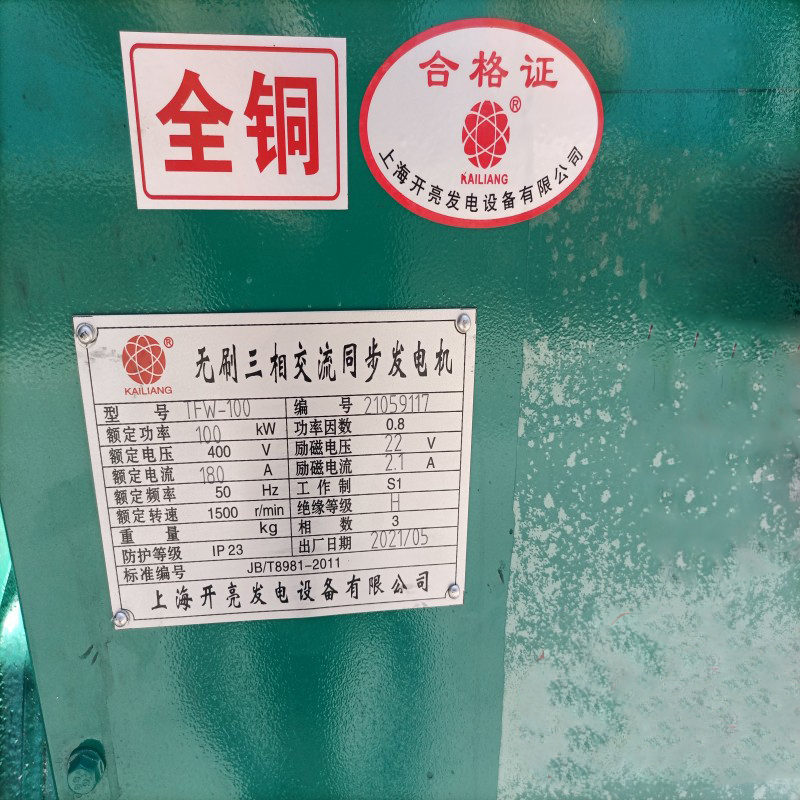 全铜
合格证
®
KAILIANG
上海开亮发电设备有限公司
®
KAILIANG
无刷三相交流同步发电机
型 号 TFW-100 编 号 21059117
额定功率 100 kW 功率因数 0.8
额定电压 400 V 励磁电压 22 V
额定电流 180 A 励磁电流 2.1 A
额定频率 50 Hz 工作制 S1
额定转速 1500 r/min 绝缘等级 H
重 量 kg 相 数 3
防护等级 IP23 出厂日期 2021/05
标准编号 JB/T8981-2011
上海开亮发电设备有限公司